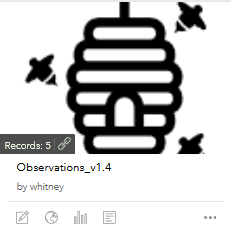 Records: 5
Observations_v1.4
by whitney